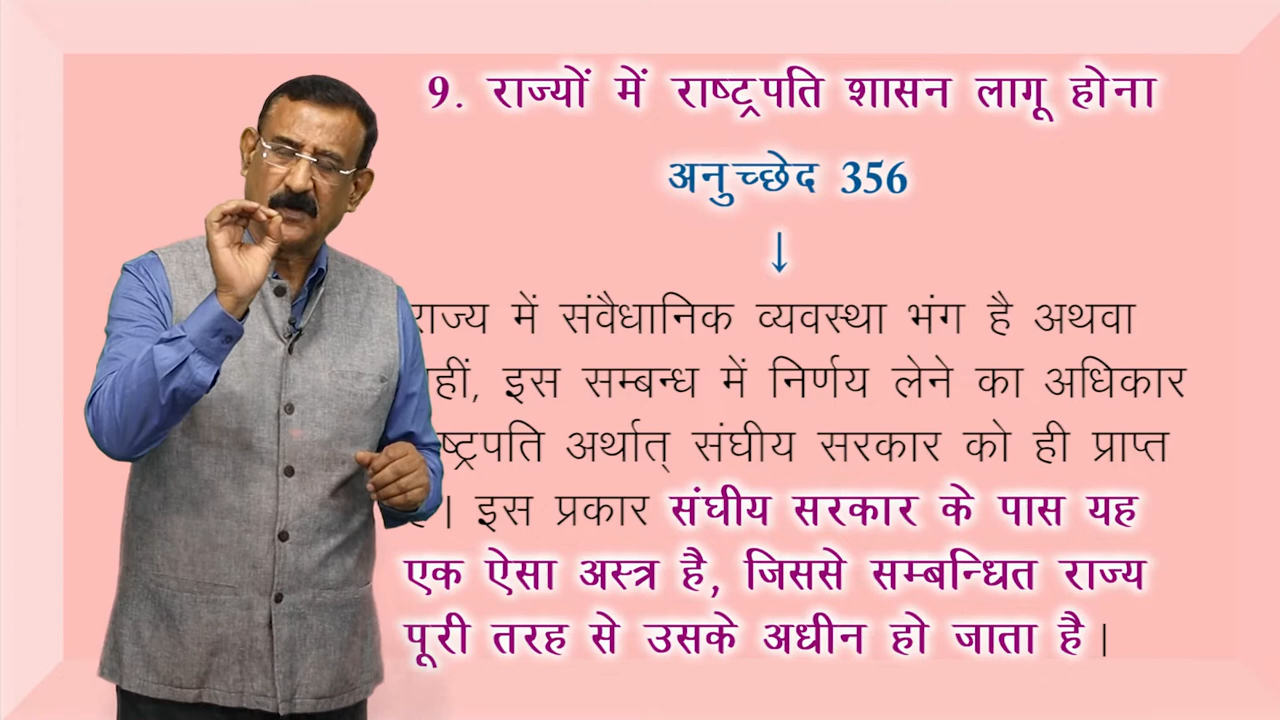 9. राज्यों में राष्ट्रपति शासन लागू होना
अनुच्छेद 356
↓
राज्य में संवैधानिक व्यवस्था भंग है अथवा
नहीं, इस सम्बन्ध में निर्णय लेने का अधिकार
राष्ट्रपति अर्थात् संघीय सरकार को ही प्राप्त
है। इस प्रकार संघीय सरकार के पास यह
एक ऐसा अस्त्र है, जिससे सम्बन्धित राज्य
पूरी तरह से उसके अधीन हो जाता है।